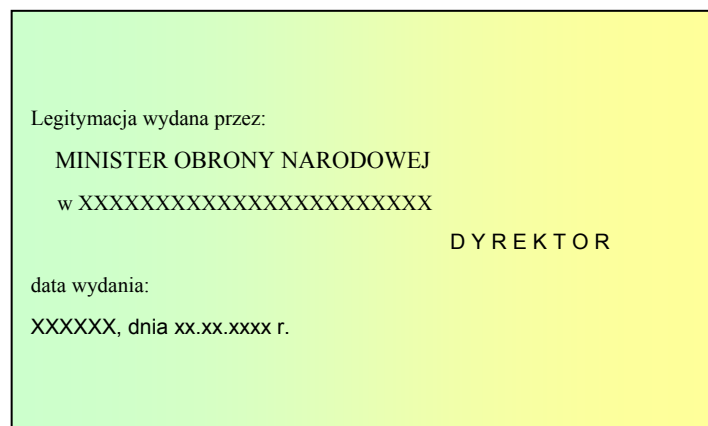 Legitymacja wydana przez:
MINISTER OBRONY NARODOWEJ
w XXXXXXXXXXXXXXXXXXXXXXX
D Y R E K T O R
data wydania:
XXXXXX, dnia xx.xx.xxxx r.